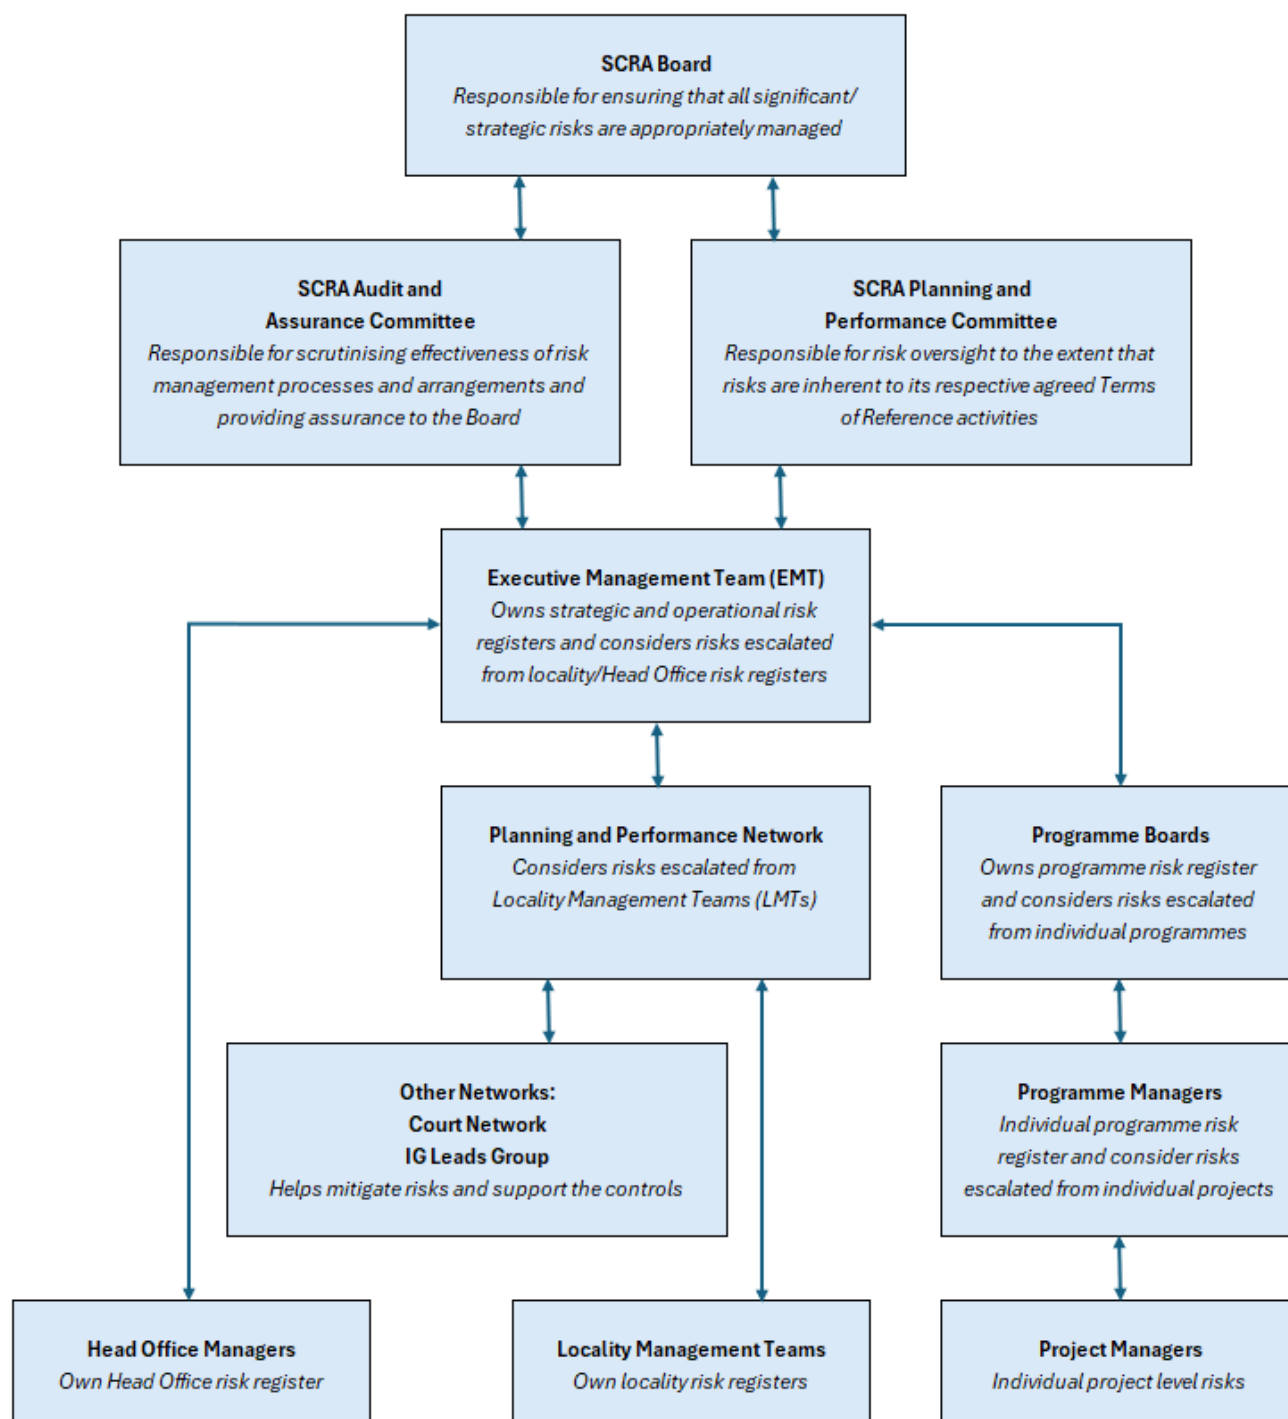 SCRA Board
Responsible for ensuring that all significant/
strategic risks are appropriately managed
SCRA Audit and
Assurance Committee
Responsible for scrutinising effectiveness of risk
management processes and arrangements and
providing assurance to the Board
SCRA Planning and
Performance Committee
Responsible for risk oversight to the extent that
risks are inherent to its respective agreed Terms
of Reference activities
Executive Management Team (EMT)
Owns strategic and operational risk
registers and considers risks escalated
from locality/Head Office risk registers
Planning and Performance Network
Considers risks escalated from
Locality Management Teams (LMTs)
Programme Boards
Owns programme risk register
and considers risks escalated
from individual programmes
Other Networks:
Court Network
IG Leads Group
Helps mitigate risks and support the controls
Programme Managers
Individual programme risk
register and consider risks
escalated from individual projects
Head Office Managers
Own Head Office risk register
Locality Management Teams
Own locality risk registers
Project Managers
Individual project level risks